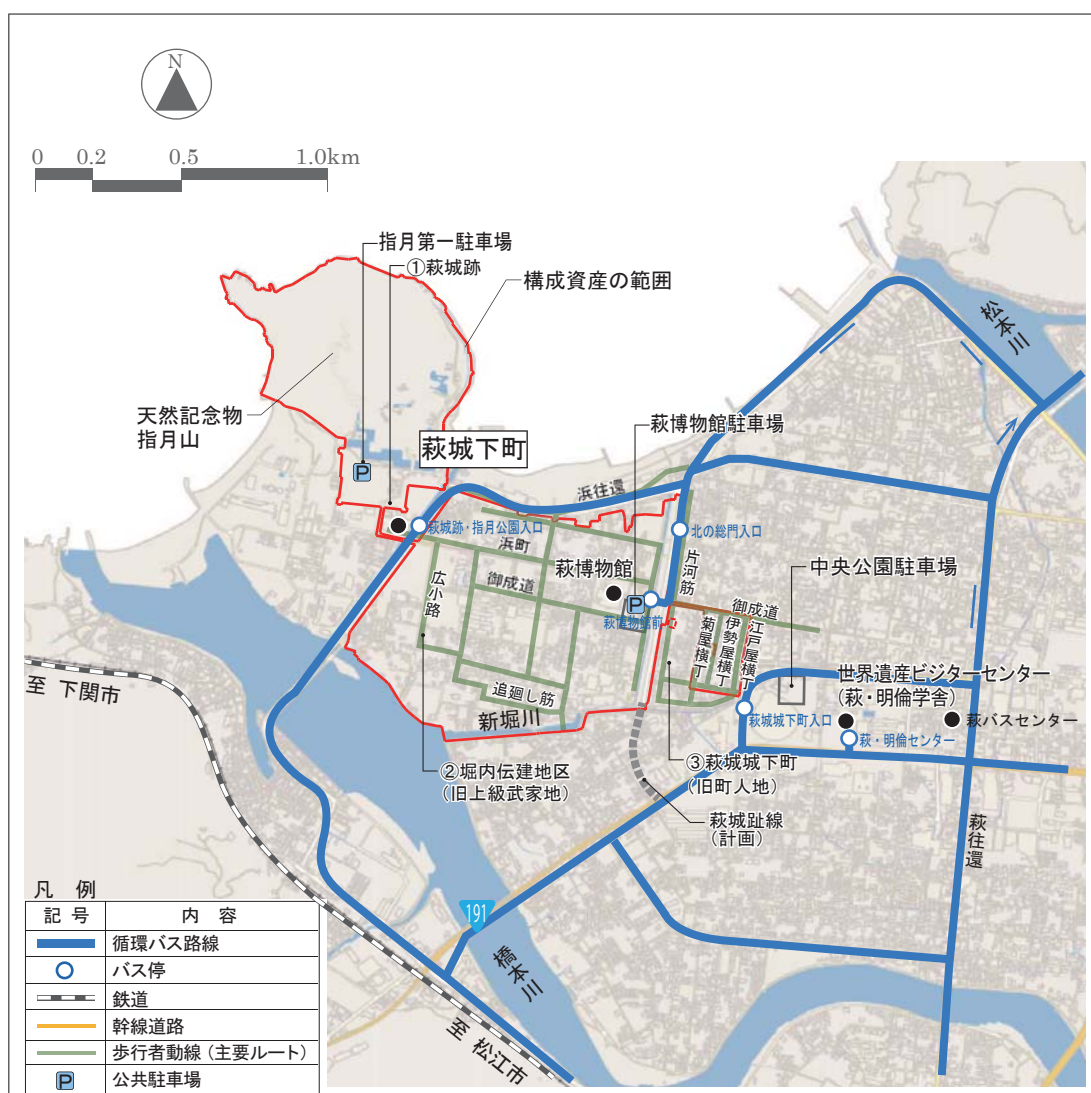 N
0 0.2 0.5 1.0km
指月第一駐車場
①萩城跡
構成資産の範囲
松本川
天然記念物
指月山
萩城下町
萩博物館駐車場
P
浜往還
萩城跡・指月公園入口
北の総門入口
浜町
片河筋
中央公園駐車場
御成道
萩博物館
広小路
P
御成道
萩博物館前
菊屋横丁
伊勢屋横丁
江戸屋横丁
世界遺産ビジターセンター
(萩・明倫学舎)
至 下関市
追廻し筋
新堀川
萩城城下町入口
萩バスセンター
萩・明倫センター
②堀内伝建地区
(旧上級武家地)
③萩城城下町
(旧町人地)
萩城趾線
(計画)
萩往還
191
橋本川
至 松江市
凡 例
記 号 内 容
循環バス路線
バス停
鉄道
幹線道路
歩行者動線（主要ルート）
P 公共駐車場